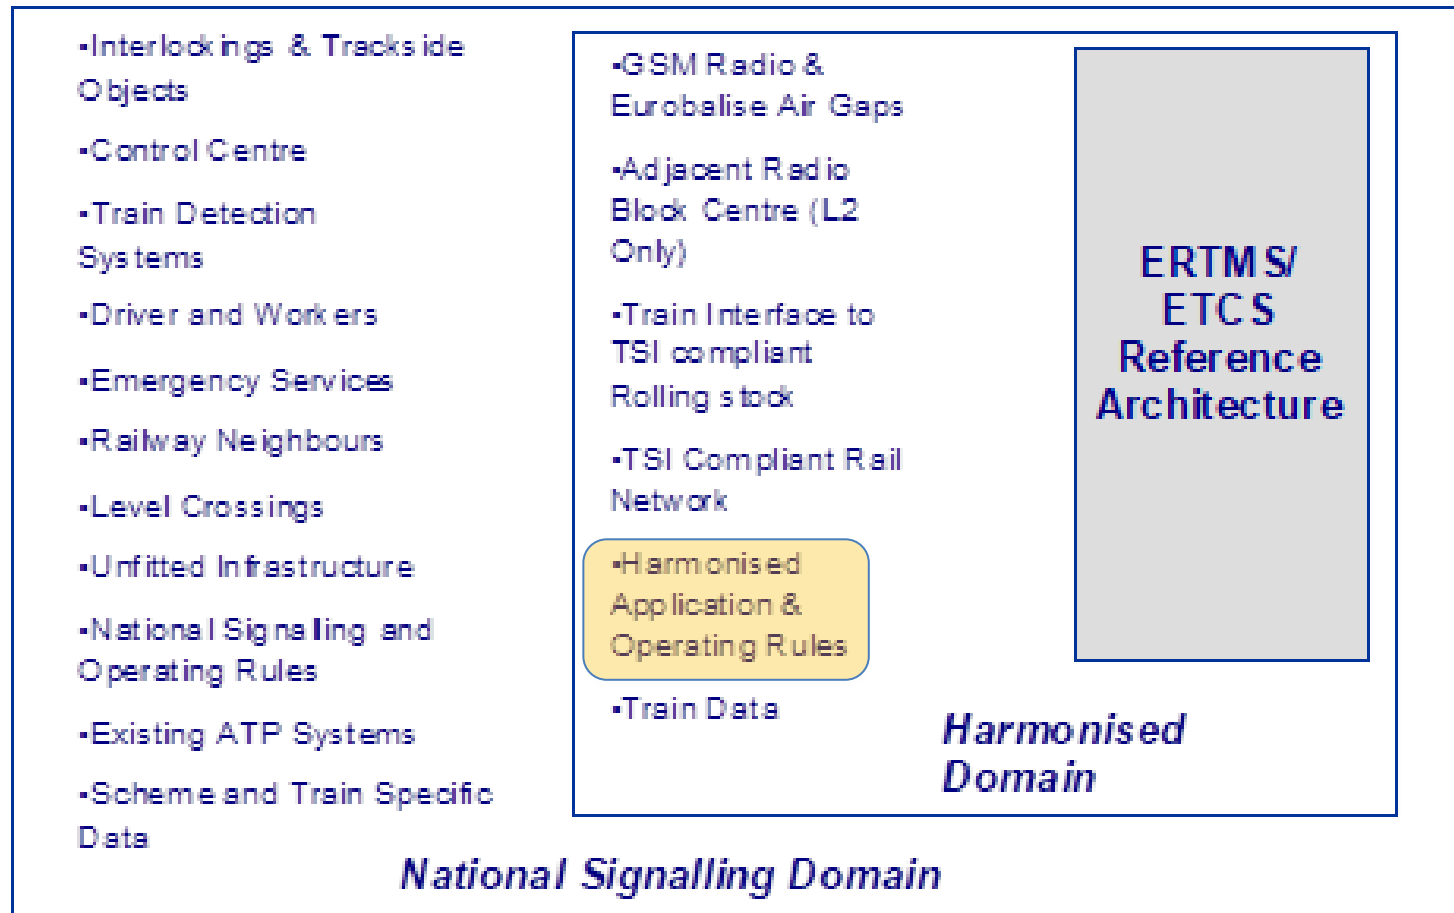 ▪Interlockings & Trackside
Objects
▪Control Centre
▪Train Detection
Systems
▪Driver and Workers
▪Emergency Services
▪Railway Neighbours
▪Level Crossings
▪Unfitted Infrastructure
▪National Signalling and
Operating Rules
▪Existing ATP Systems
▪Scheme and Train Specific
Data
▪GSM Radio &
Eurobalise Air Gaps
▪Adjacent Radio
Block Centre (L2
Only)
▪Train Interface to
TSI compliant
Rolling stock
▪TSI Compliant Rail
Network
▪Harmonised
Application &
Operating Rules
▪Train Data
ERTMS/
ETCS
Reference
Architecture
Harmonised
Domain
National Signalling Domain